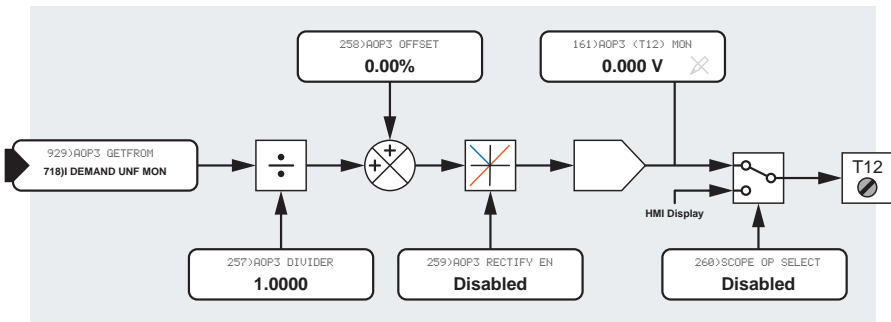 258)AOP3 OFFSET
0.00%
161)AOP3 (T12) MON
0.000 V
929)AOP3 GETFROM
718)I DEMAND UNF MON
T12
HMI Display
257)AOP3 DIVIDER
1.0000
259)AOP3 RECTIFY EN
Disabled
260)SCOPE OP SELECT
Disabled